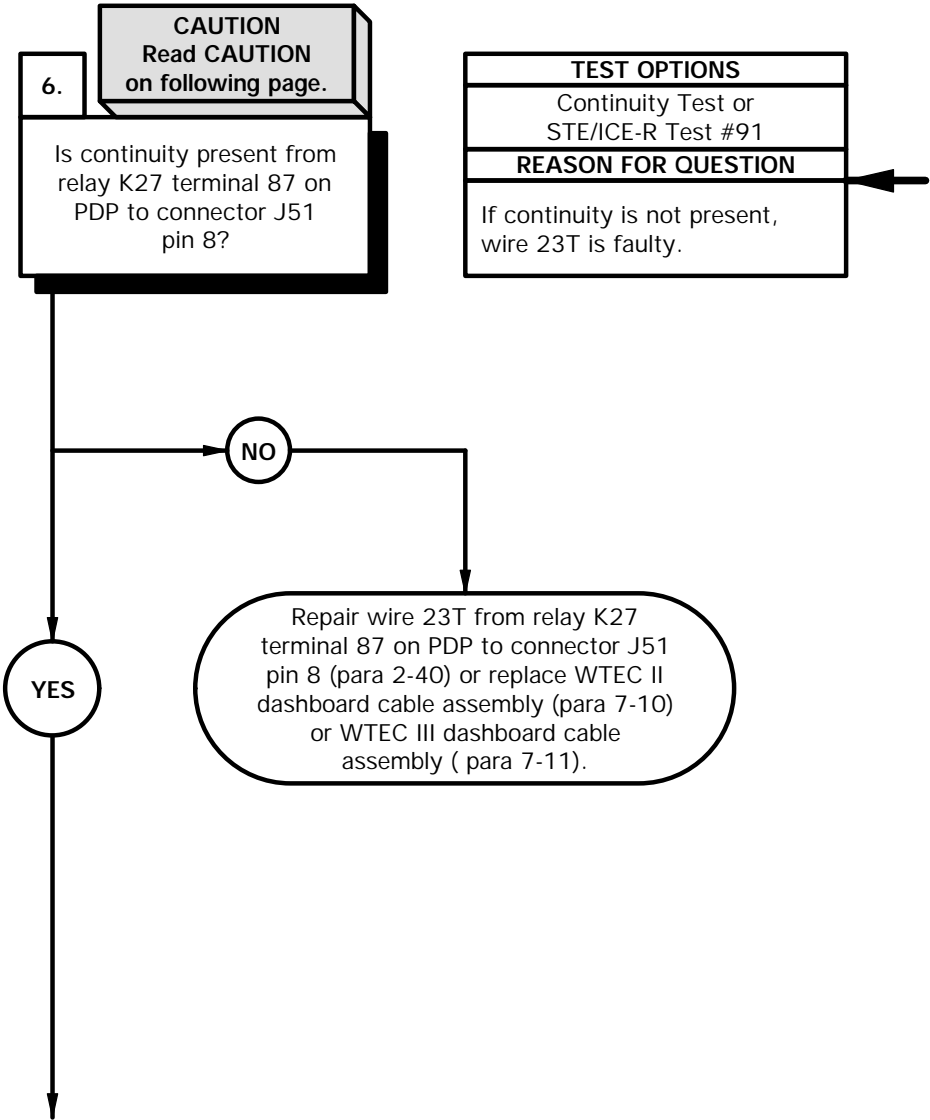 CAUTION
Read CAUTION
on following page.
6.
Is continuity present from
relay K27 terminal 87 on
PDP to connector J51
pin 8?
TEST OPTIONS
Continuity Test or
STE/ICE-R Test #91
REASON FOR QUESTION
If continuity is not present,
wire 23T is faulty.
NO
Repair wire 23T from relay K27
terminal 87 on PDP to connector J51
pin 8 (para 2-40) or replace WTEC II
dashboard cable assembly (para 7-10)
or WTEC III dashboard cable
assembly ( para 7-11).
YES